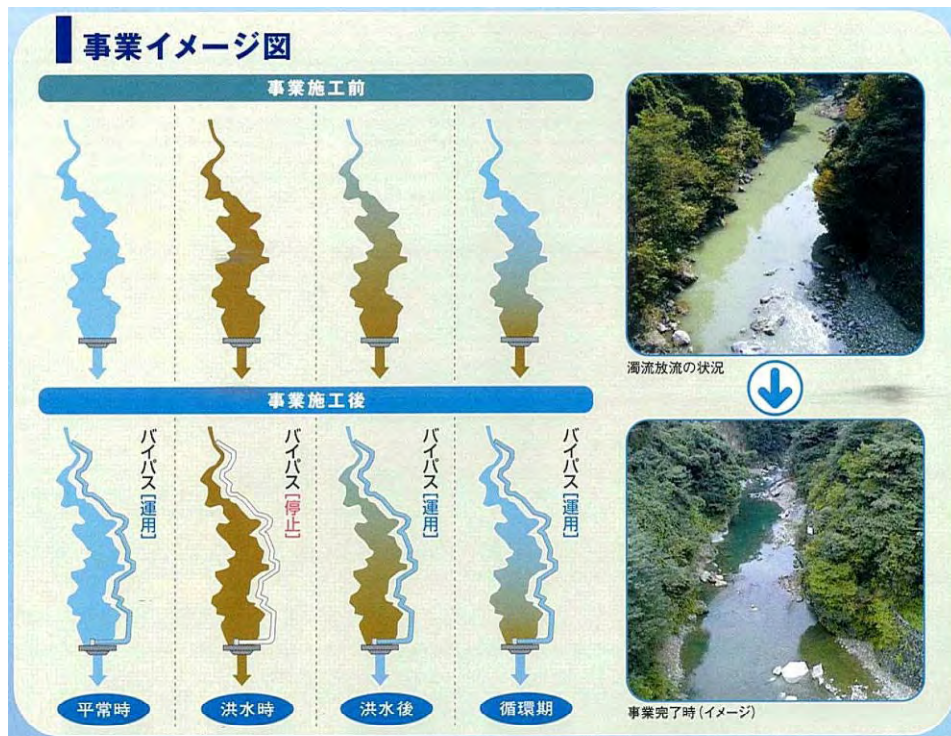 事業イメージ図
事業施工前
濁流放流の状況
事業施工後
バイパス[運用]
バイパス[停止]
バイパス[運用]
バイパス[運用]
平常時
洪水時
洪水後
循環期
事業完了時(イメージ)